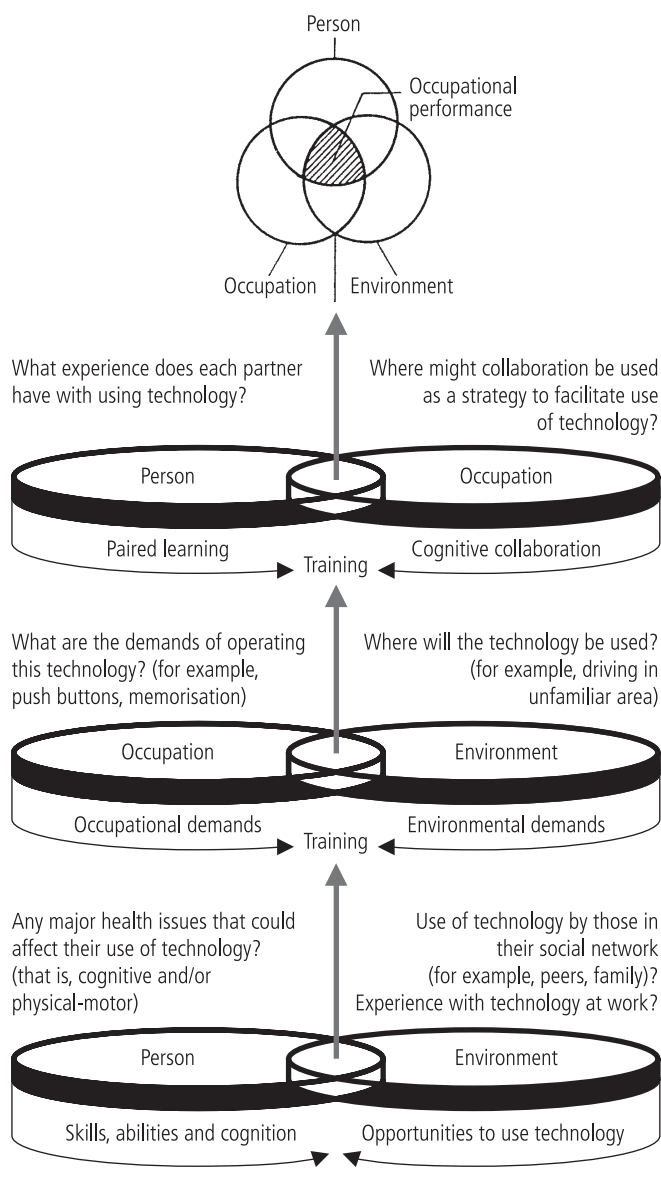 Person
Occupational
performance
Occupation
Environment
What experience does each partner
have with using technology?
Where might collaboration be used
as a strategy to facilitate use
of technology?
Person
Occupation
Paired learning
Cognitive collaboration
Training
What are the demands of operating
this technology? (for example,
push buttons, memorisation)
Where will the technology be used?
(for example, driving in
unfamiliar area)
Occupation
Environment
Occupational demands
Environmental demands
Training
Any major health issues that could
affect their use of technology?
(that is, cognitive and/or
physical-motor)
Use of technology by those in
their social network
(for example, peers, family)?
Experience with technology at work?
Person
Environment
Skills, abilities and cognition
Opportunities to use technology